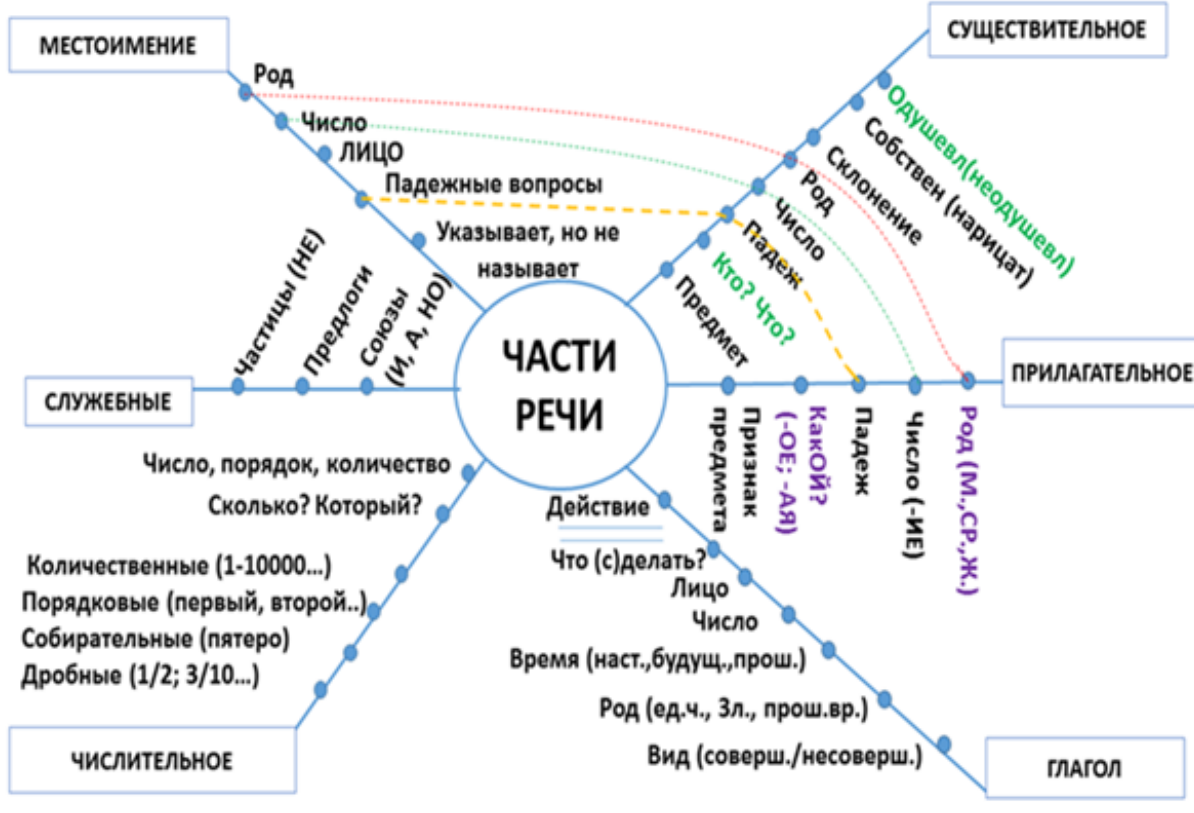 МЕСТОИМЕНИЕ
Род
Число
ЛИЦО
Падежные вопросы
Указывает, но не
называет
СУЩЕСТВИТЕЛЬНОЕ
Одушевл(неодушевл)
Собствен (нарицат)
Склонение
Род
Число
Падеж
Кто? Что?
Предмет
ЧАСТИ
РЕЧИ
СЛУЖЕБНЫЕ
Частицы (НЕ)
Предлоги
Союзы
(И, А, НО)
ПРИЛАГАТЕЛЬНОЕ
Признак
предмета
КакОЙ?
(-ОЕ; -АЯ)
Падеж
Число (-ИЕ)
Род (М.,СР.,Ж.)
Число, порядок, количество
Сколько? Который?
Количественные (1-10000...)
Порядковые (первый, второй..)
Собирательные (пятеро)
Дробные (1/2; 3/10...)
ЧИСЛИТЕЛЬНОЕ
Действие
Что (с)делать?
Лицо
Число
Время (наст.,будущ.,прош.)
Род (ед.ч., 3л., прош.вр.)
Вид (соверш./несоверш.)
ГЛАГОЛ